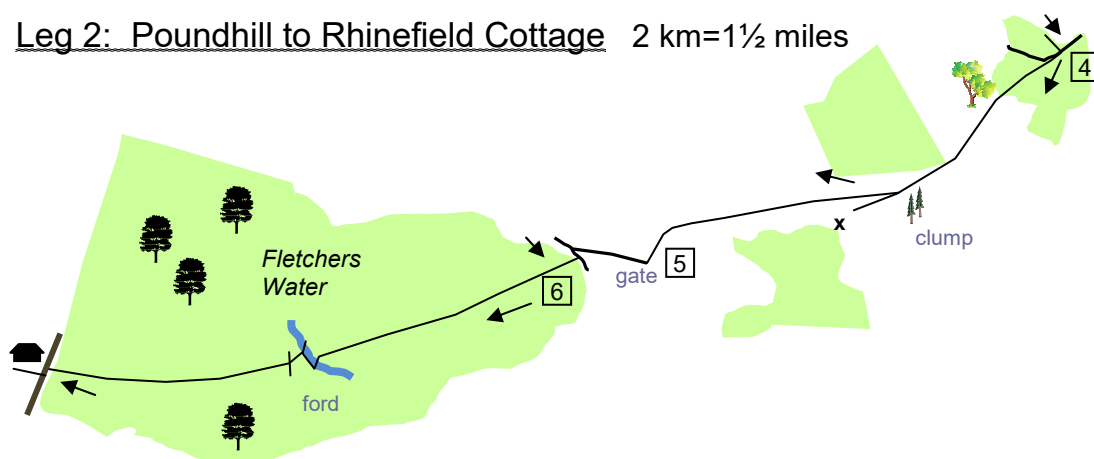 Leg 2: Poundhill to Rhinefield Cottage 2 km=1½ miles
4
x
clump
Fletchers
Water
gate
5
6
ford